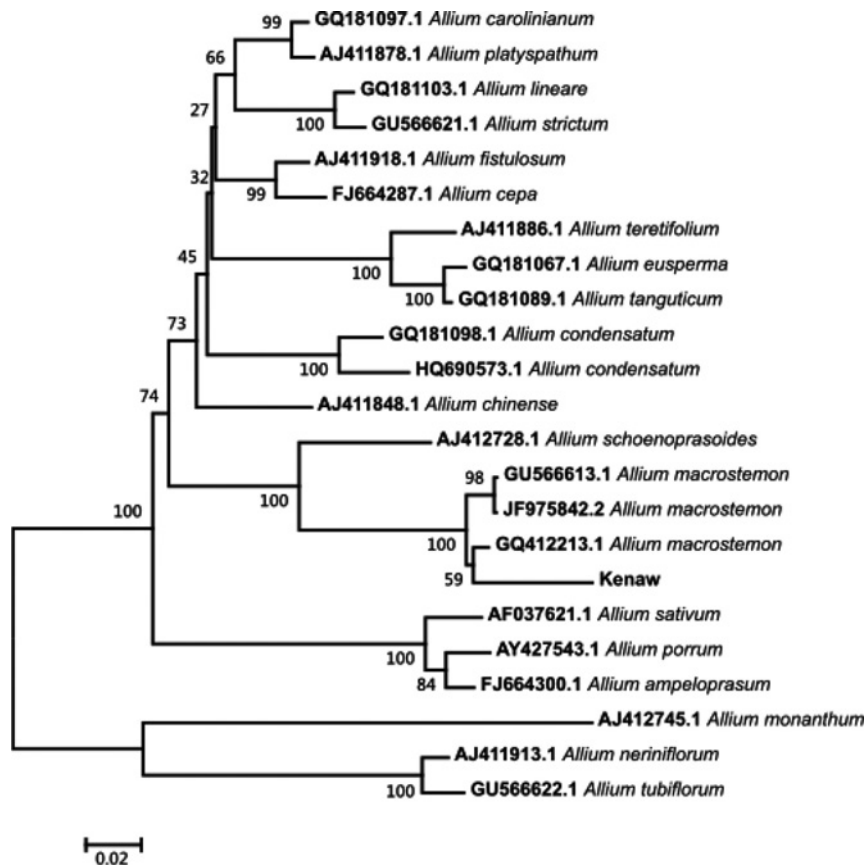 99 GQ181097.1 Allium carolinianum
66
AJ411878.1 Allium platyspathum
27
GQ181103.1 Allium lineare
100 GU566621.1 Allium strictum
AJ411918.1 Allium fistulosum
32
99 FJ664287.1 Allium cepa
AJ411886.1 Allium teretifolium
45
100
GQ181067.1 Allium eusperma
100 GQ181089.1 Allium tanguticum
73
GQ181098.1 Allium condensatum
100 HQ690573.1 Allium condensatum
74
AJ411848.1 Allium chinense
AJ412728.1 Allium schoenoprasoides
98 GU566613.1 Allium macrostemon
100
100
JF975842.2 Allium macrostemon
100
GQ412213.1 Allium macrostemon
59 Kenaw
AF037621.1 Allium sativum
100
AY427543.1 Allium porrum
84 FJ664300.1 Allium ampeloprasum
AJ412745.1 Allium monanthum
AJ411913.1 Allium neriniflorum
100 GU566622.1 Allium tubiflorum
0.02